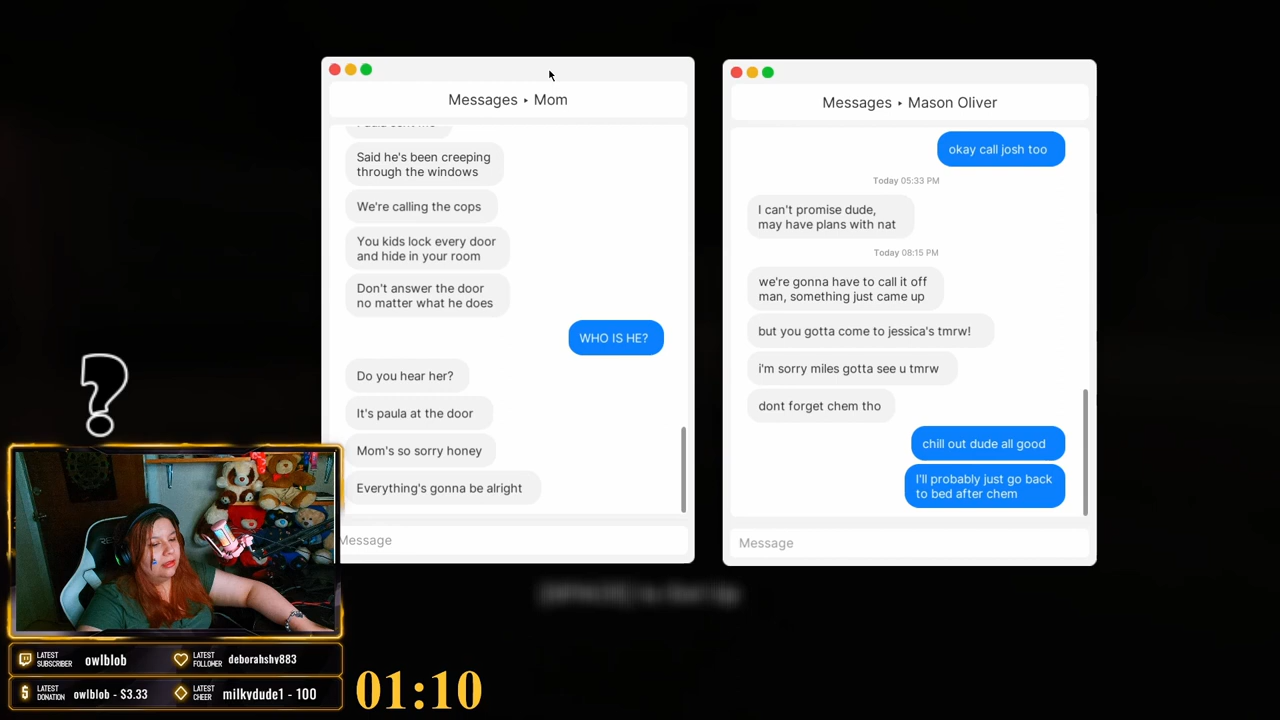 Messages ▸ Mom
Said he's been creeping
through the windows
We're calling the cops
You kids lock every door
and hide in your room
Don't answer the door
no matter what he does
WHO IS HE?
Do you hear her?
It's paula at the door
Mom's so sorry honey
Everything's gonna be alright
Message
Messages ▸ Mason Oliver
okay call josh too
Today 05:33 PM
I can't promise dude,
may have plans with nat
Today 08:15 PM
we're gonna have to call it off
man, something just came up
but you gotta come to jessica's tmrw!
i'm sorry miles gotta see u tmrw
dont forget chem tho
chill out dude all good
I'll probably just go back
to bed after chem
Message
?
LATEST SUBSCRIBER owlblob
LATEST FOLLOWER deborahshy883
LATEST DONATION owlblob - $3.33
LATEST CHEER milkydude1 - 100
01:10